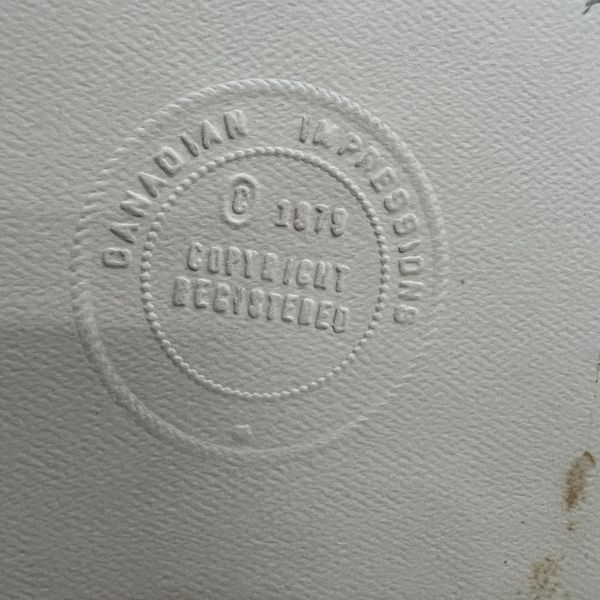 CANADIAN IMPRESSIONS
© 1979
COPYRIGHT
REGISTERED